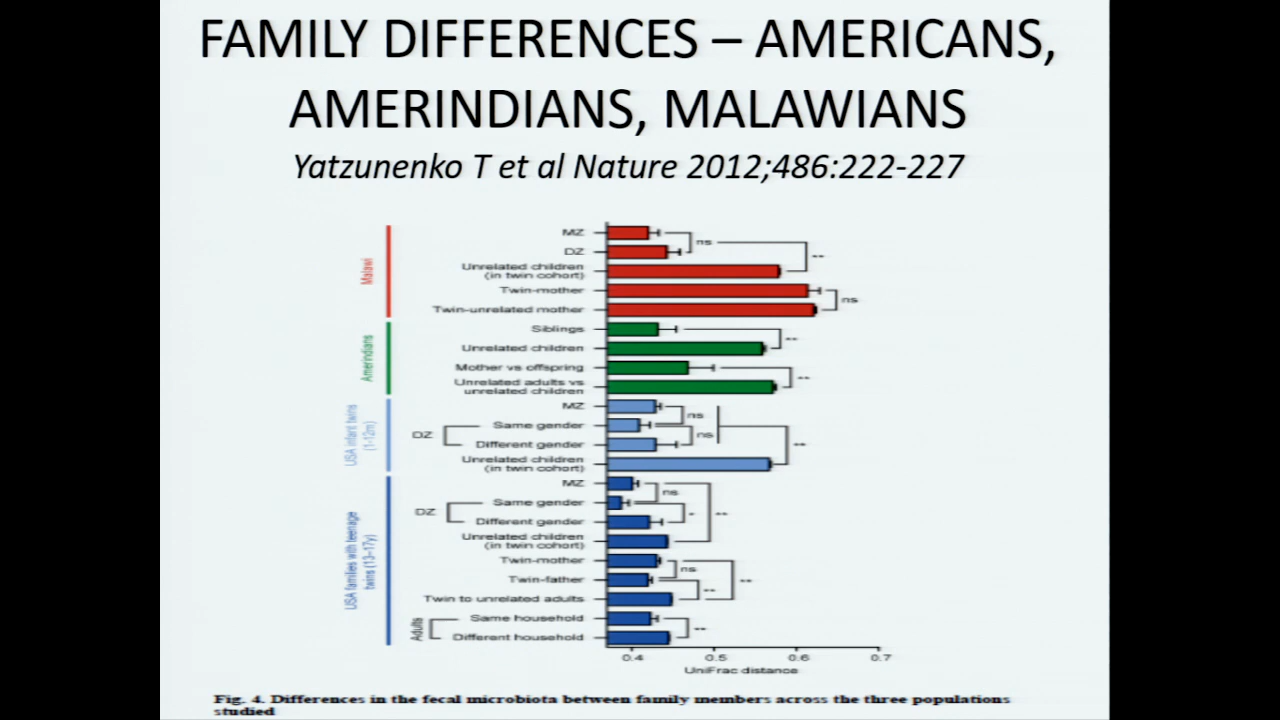 FAMILY DIFFERENCES – AMERICANS,
AMERINDIANS, MALAWIANS
Yatzunenko T et al Nature 2012;486:222-227
Malawi
MZ
DZ
Unrelated children
(in twin cohort)
Twin-mother
Twin-unrelated mother
ns
**
ns
Amerindians
Siblings
Unrelated children
Mother vs offspring
Unrelated adults vs
unrelated children
**
**
USA infant twins
(1-12m)
MZ
DZ
Same gender
Different gender
Unrelated children
(in twin cohort)
ns
ns
**
USA families with teenage
twins (13-17y)
MZ
DZ
Same gender
Different gender
Unrelated children
(in twin cohort)
Twin-mother
Twin-father
Twin to unrelated adults
Adults
Same household
Different household
ns
*
**
ns
**
**
**
0.4 0.5 0.6 0.7
UniFrac distance
Fig. 4. Differences in the fecal microbiota between family members across the three populations
studied